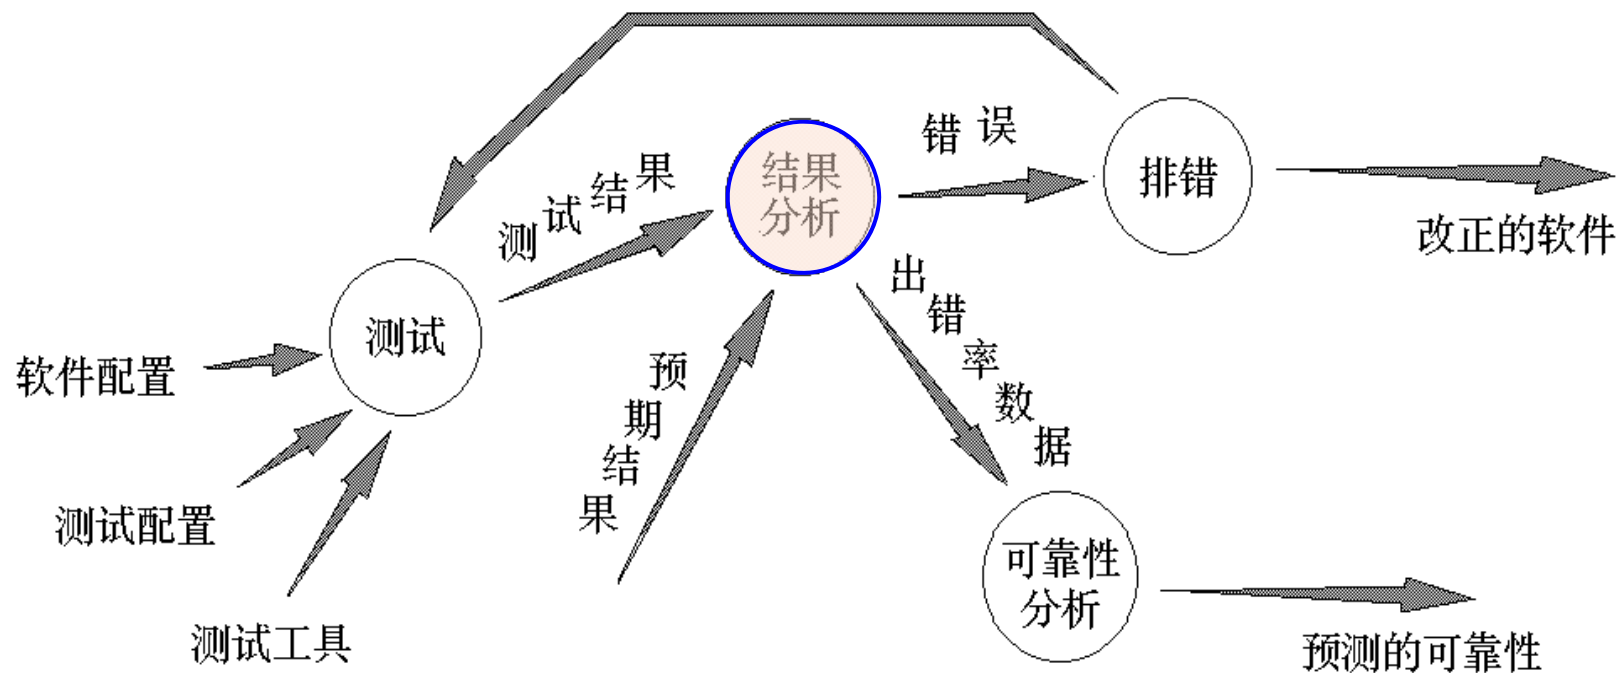 错误
测试结果
结果
分析
排错
改正的软件
出错率数据
测试
软件配置
预期结果
测试配置
可靠性
分析
测试工具
预测的可靠性